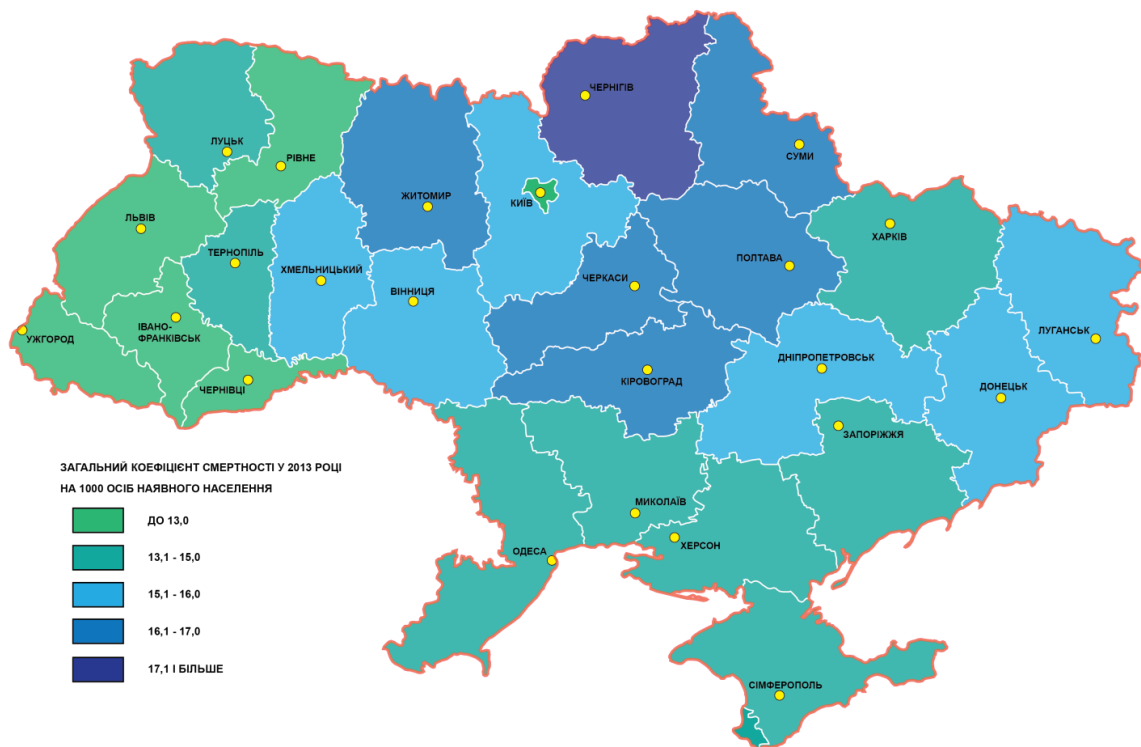 ЧЕРНІГІВ
СУМИ
ЛУЦЬК
РІВНЕ
ЖИТОМИР
КИЇВ
ЛЬВІВ
ХАРКІВ
ТЕРНОПІЛЬ
ХМЕЛЬНИЦЬКИЙ
ВІННИЦЯ
ЧЕРКАСИ
ПОЛТАВА
УЖГОРОД
ІВАНО-
ФРАНКІВСЬК
ЛУГАНСЬК
ДНІПРОПЕТРОВСЬК
ЧЕРНІВЦІ
КІРОВОГРАД
ДОНЕЦЬК
ЗАПОРІЖЖЯ
МИКОЛАЇВ
ХЕРСОН
ОДЕСА
СІМФЕРОПОЛЬ
ЗАГАЛЬНИЙ КОЕФІЦІЄНТ СМЕРТНОСТІ У 2013 РОЦІ
НА 1000 ОСІБ НАЯВНОГО НАСЕЛЕННЯ
ДО 13,0
13,1 - 15,0
15,1 - 16,0
16,1 - 17,0
17,1 І БІЛЬШЕ